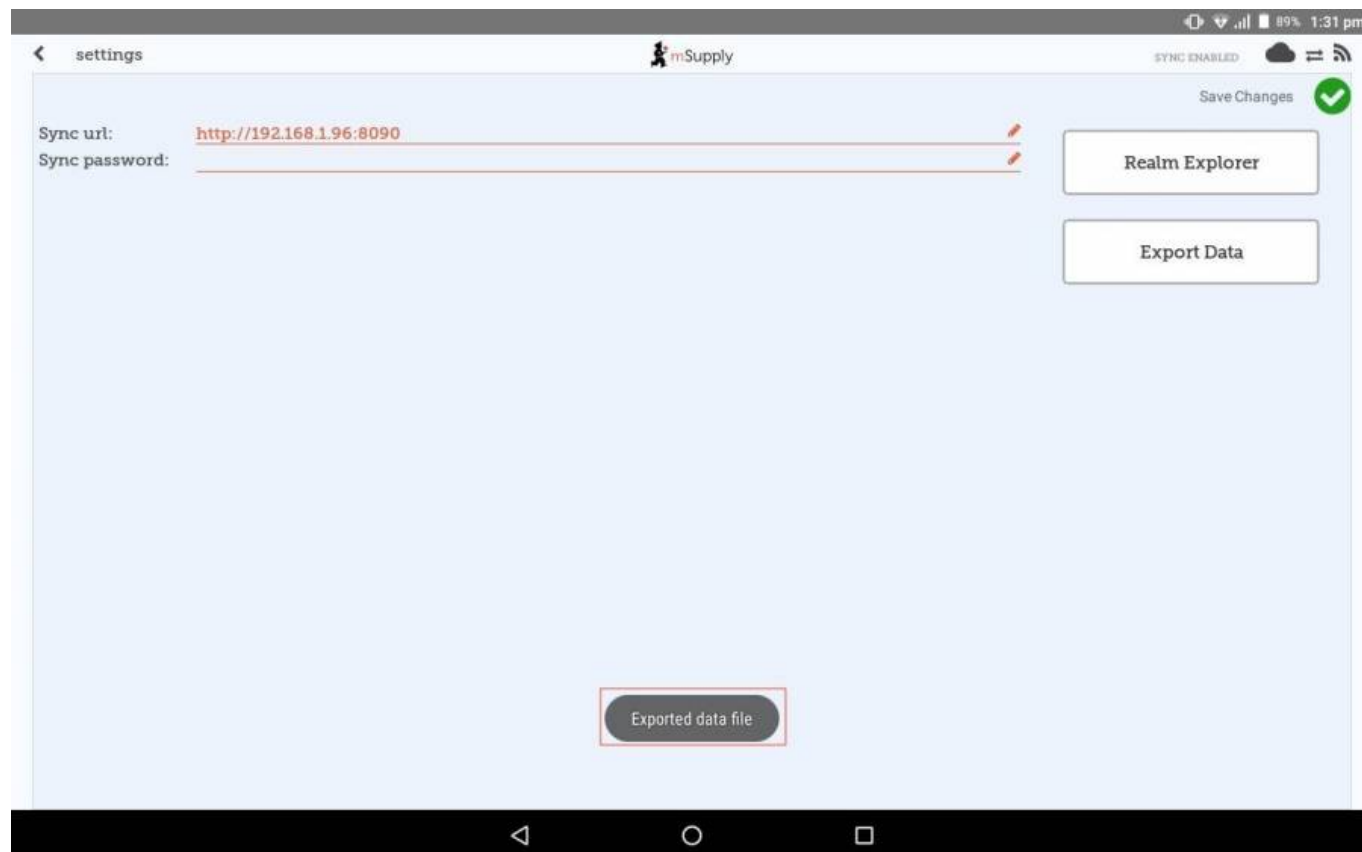 89% 1:31 pm
settings
mSupply
SYNC ENABLED
Save Changes
Sync url: http://192.168.1.96:8090
Sync password:
Realm Explorer
Export Data
Exported data file